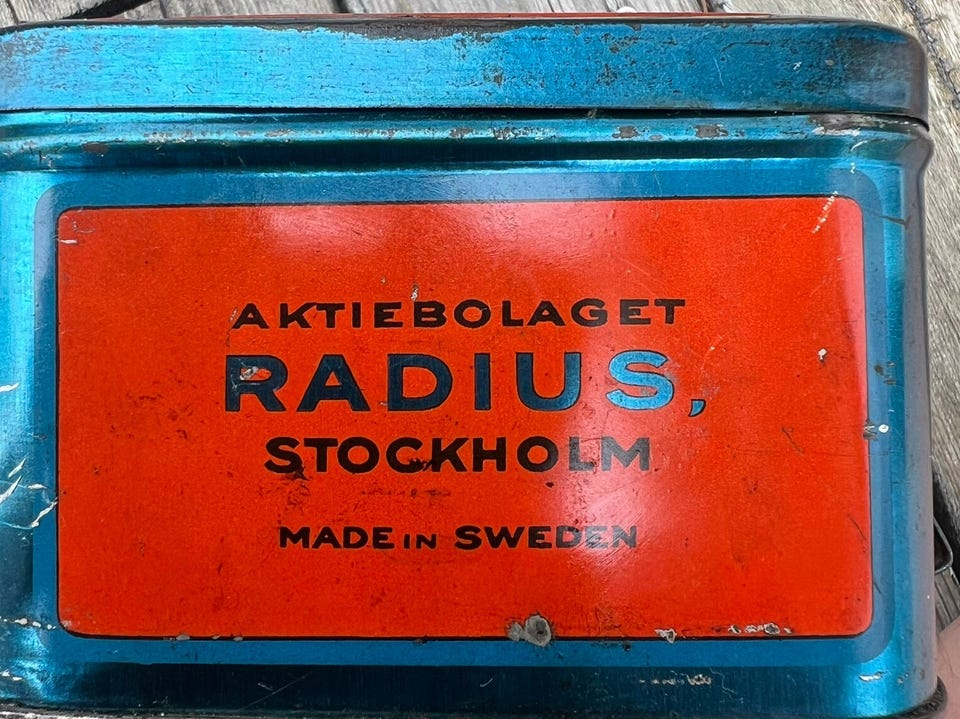 AKTIEBOLAGET
RADIUS,
STOCKHOLM
MADE IN SWEDEN